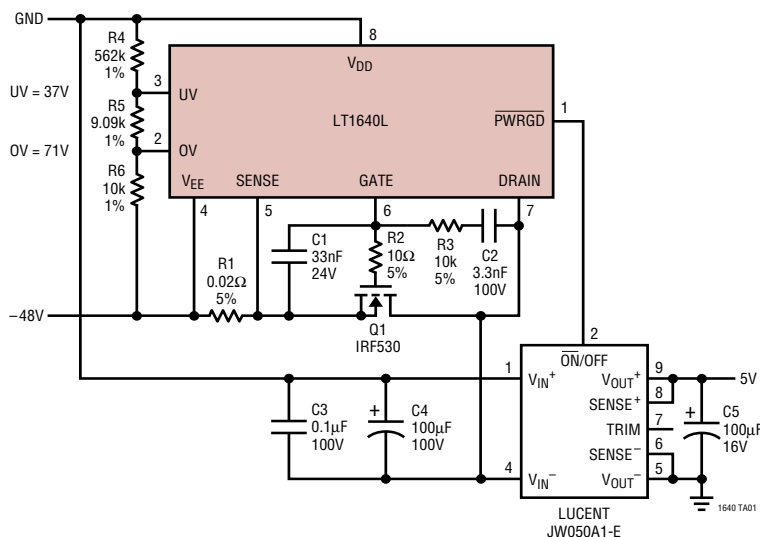 GND
R4
562k
1%
UV = 37V
R5
9.09k
1%
OV = 71V
R6
10k
1%
3
2
8
VDD
UV
LT1640L
PWRGD
1
OV
VEE
SENSE
GATE
DRAIN
4
5
6
7
C1
33nF
24V
R2
10Ω
5%
R3
10k
5%
C2
3.3nF
100V
R1
0.02Ω
5%
–48V
Q1
IRF530
2
ON/OFF
1
VIN+
VOUT+
9
5V
SENSE+
8
C3
0.1µF
100V
+
C4
100µF
100V
TRIM
7
+
C5
100µF
16V
SENSE–
6
4
VIN–
VOUT–
5
1640 TA01
LUCENT
JW050A1-E